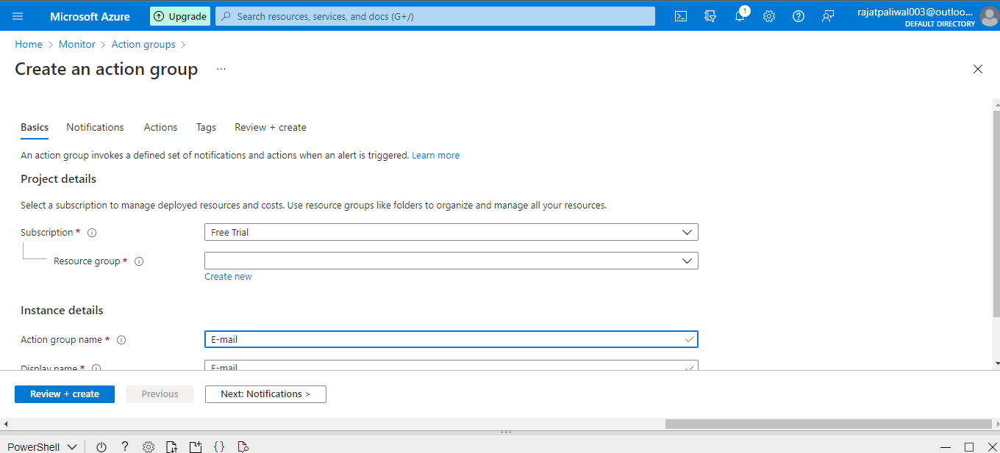 Microsoft Azure
Upgrade
Search resources, services, and docs (G+/)
1
rajatpaliwal003@outloo...
DEFAULT DIRECTORY
Home > Monitor > Action groups >
Create an action group ...
Basics Notifications Actions Tags Review + create
An action group invokes a defined set of notifications and actions when an alert is triggered. Learn more
Project details
Select a subscription to manage deployed resources and costs. Use resource groups like folders to organize and manage all your resources.
Subscription *
Free Trial
Resource group *
Create new
Instance details
Action group name *
E-mail
Display name *
E-mail
Review + create
Previous
Next: Notifications >
PowerShell
?
{}